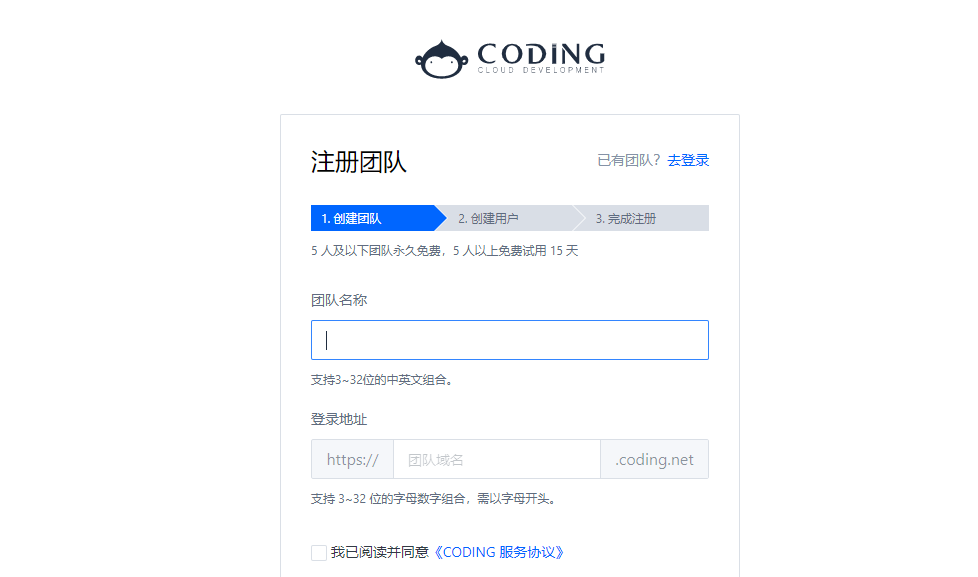 CODING
CLOUD DEVELOPMENT
注册团队
已有团队？去登录
1. 创建团队
2. 创建用户
3. 完成注册
5 人及以下团队永久免费，5 人以上免费试用 15 天
团队名称
支持3~32位的中英文组合。
登录地址
https://
团队域名
.coding.net
支持 3~32 位的字母数字组合，需以字母开头。
我已阅读并同意《CODING 服务协议》